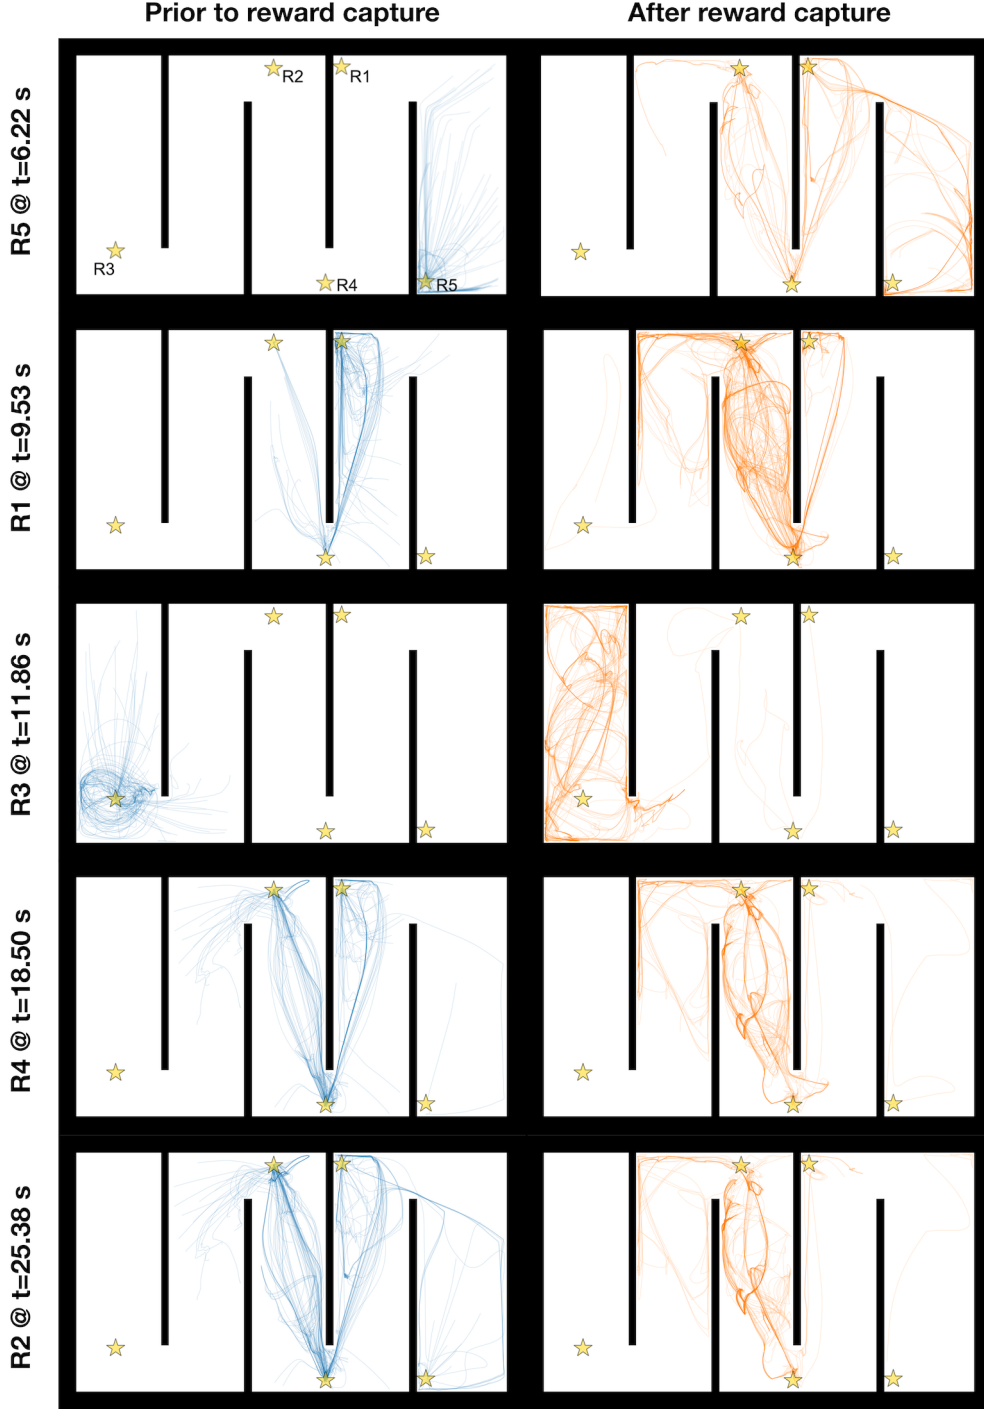 Prior to reward capture
After reward capture
R5 @ t=6.22 s
R2
R1
R3
R4
R5
R1 @ t=9.53 s
R3 @ t=11.86 s
R4 @ t=18.50 s
R2 @ t=25.38 s